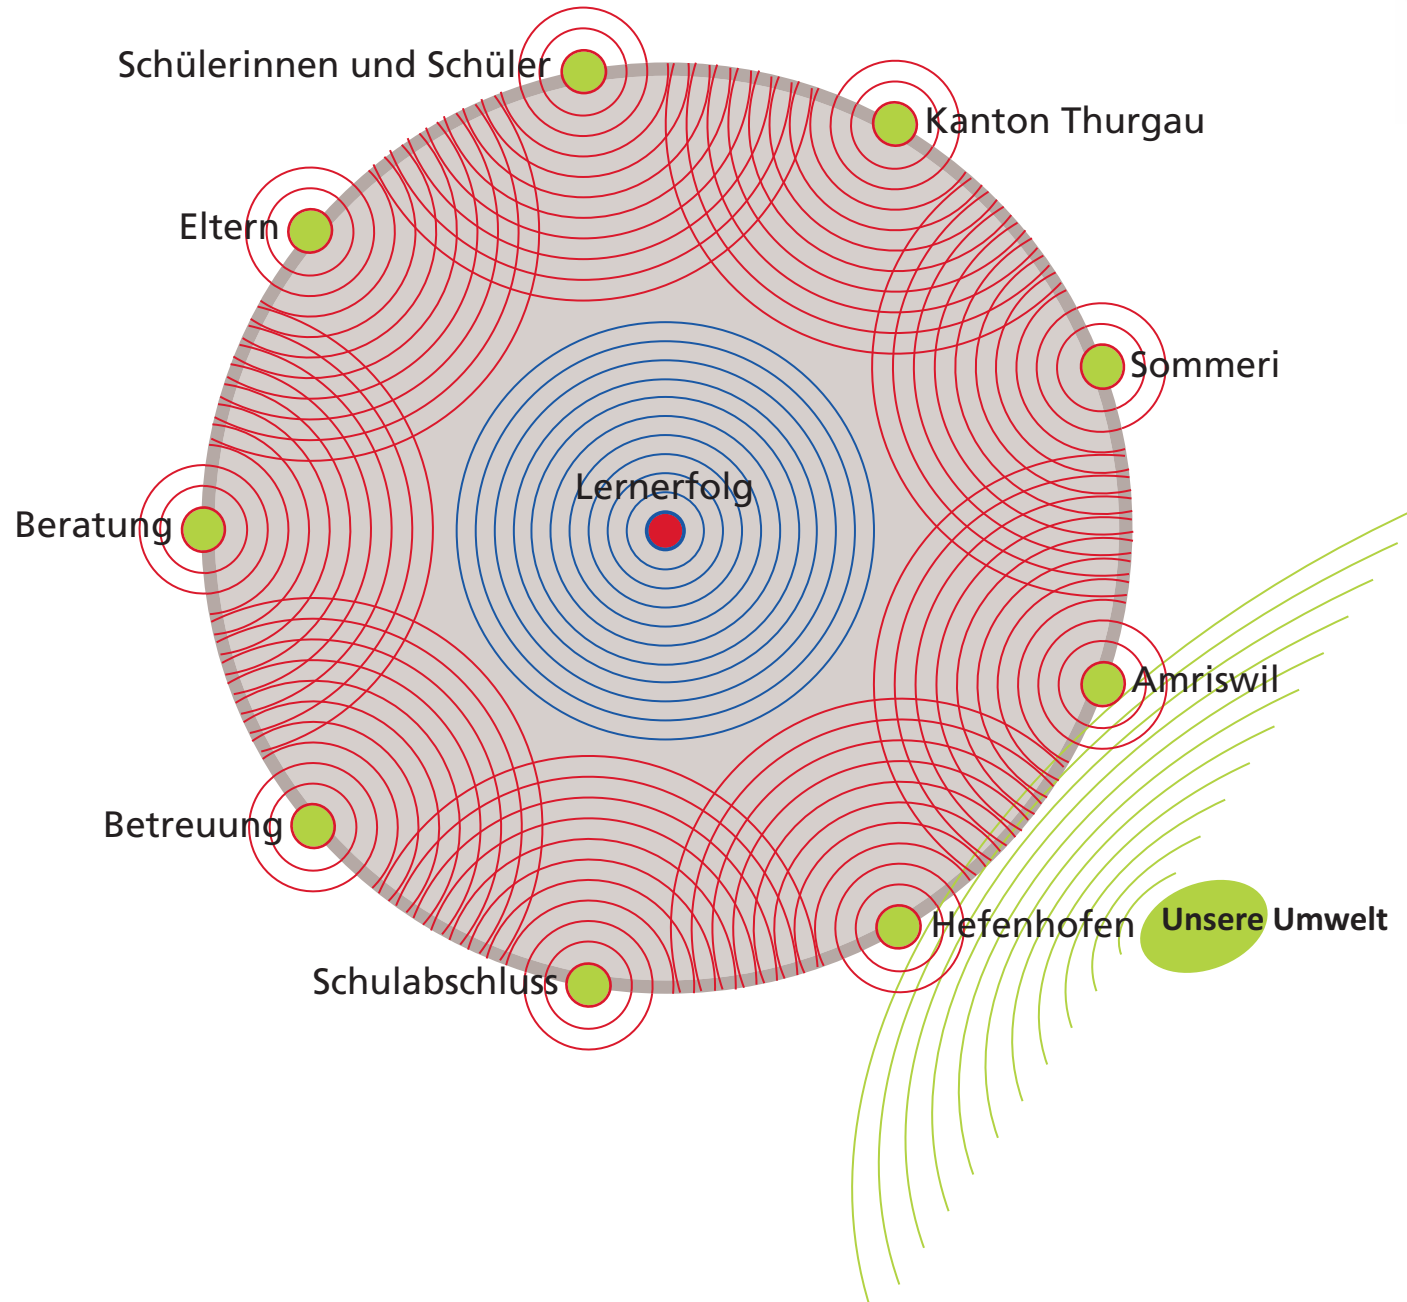 Schülerinnen und Schüler
Kanton Thurgau
Eltern
Sommeri
Lernerfolg
Beratung
Amriswil
Betreuung
Hefenhofen
Unsere Umwelt
Schulabschluss